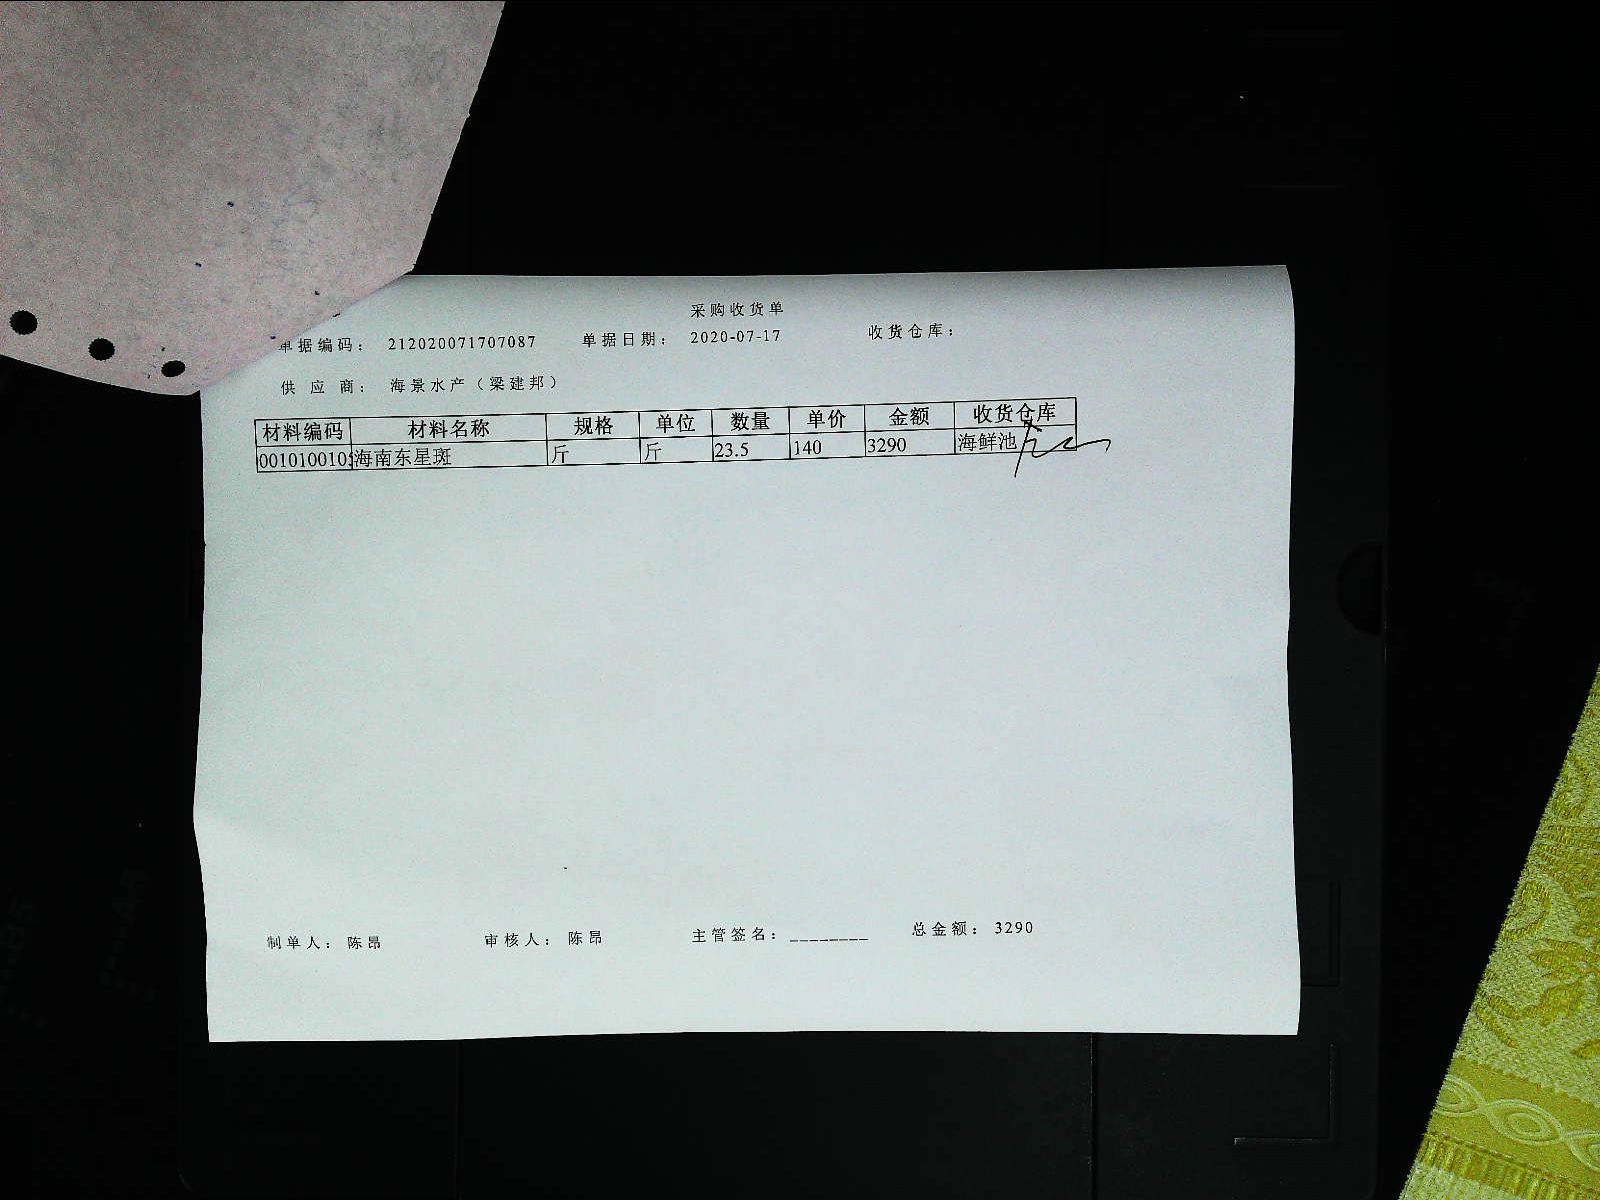 采购收货单
单据编码： 212020071707087 单据日期： 2020-07-17 收货仓库：
供 应 商： 海景水产（梁建邦）
材料编码 材料名称 规格 单位 数量 单价 金额 收货仓库
0010100105 海南东星斑 斤 斤 23.5 140 3290 海鲜池
制单人： 陈昂 审核人： 陈昂 主管签名：________ 总金额： 3290